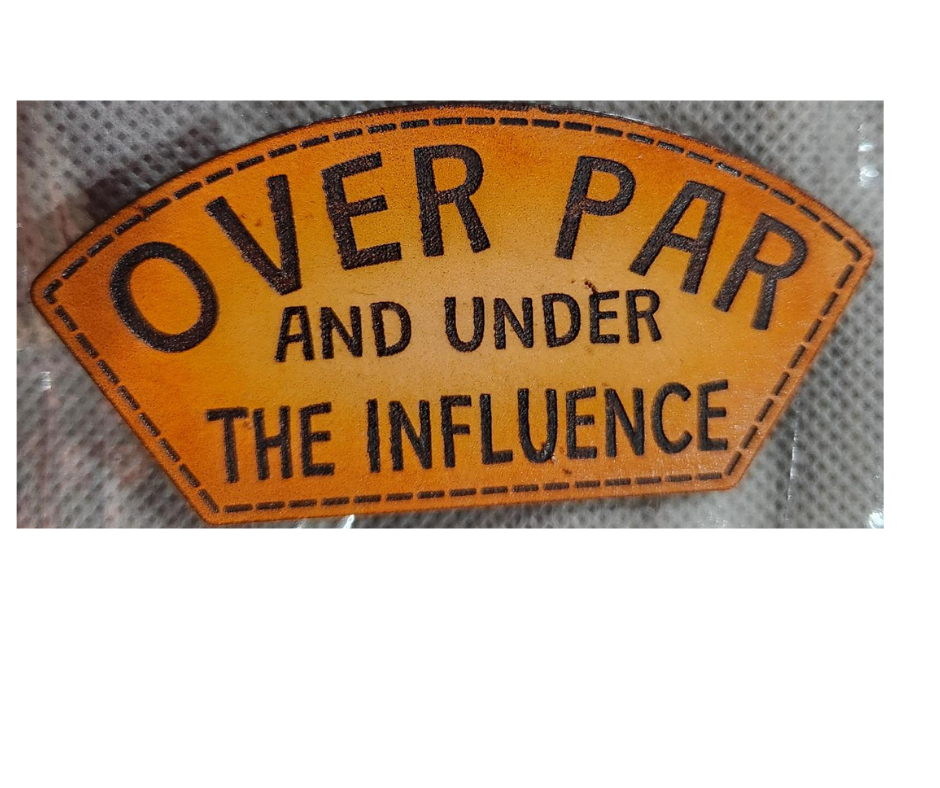 OVER PAR
AND UNDER
THE INFLUENCE